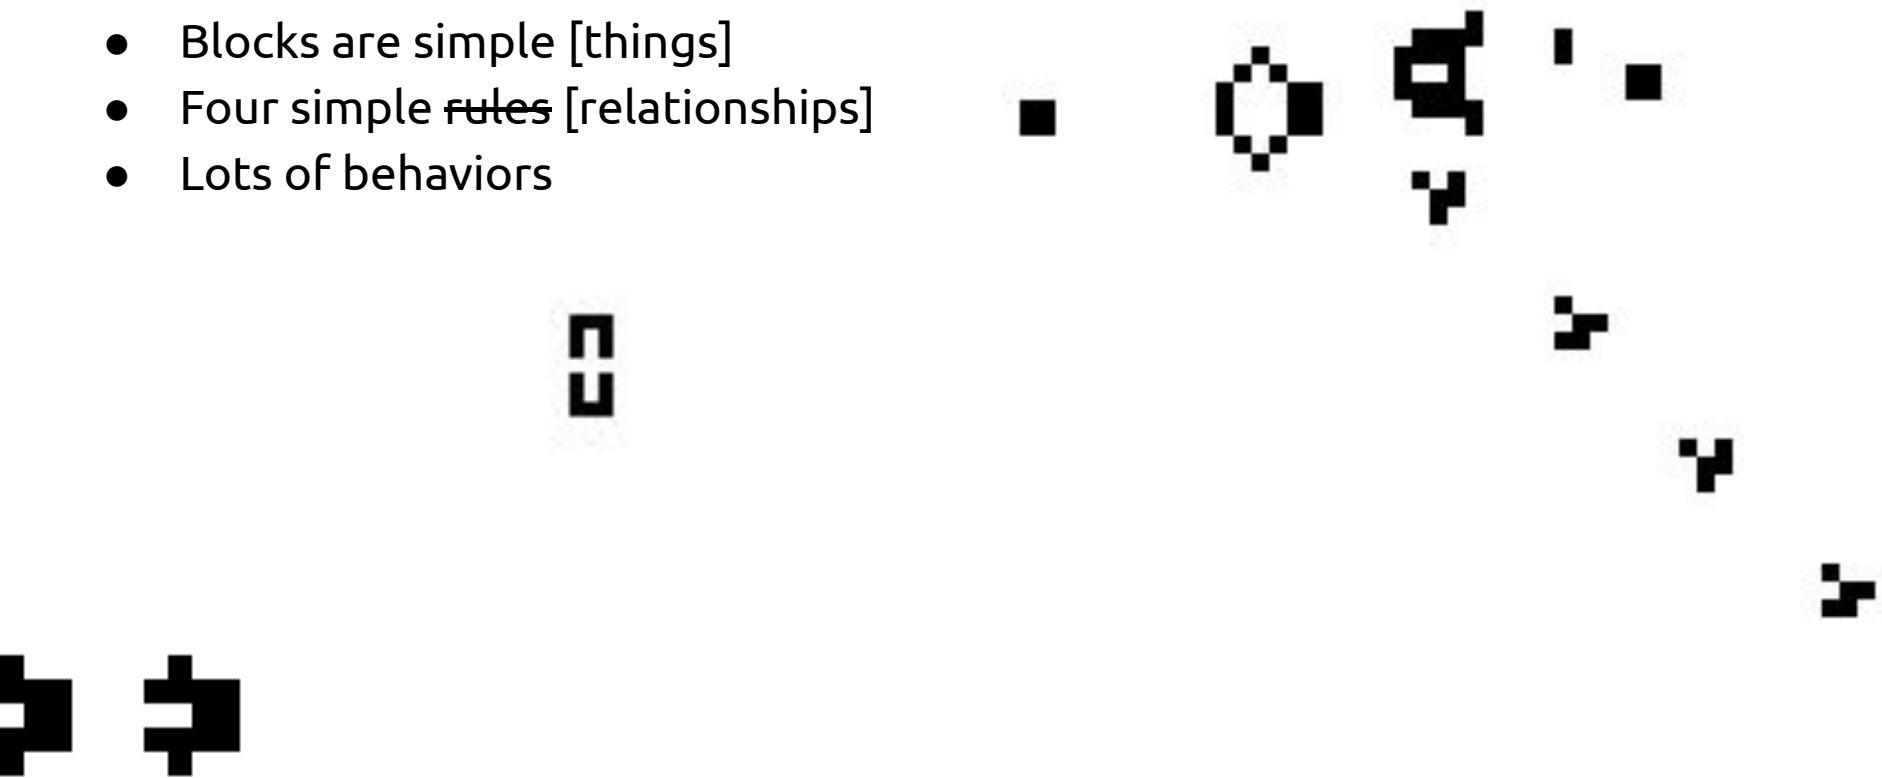 ● Blocks are simple [things]
● Four simple rules [relationships]
● Lots of behaviors